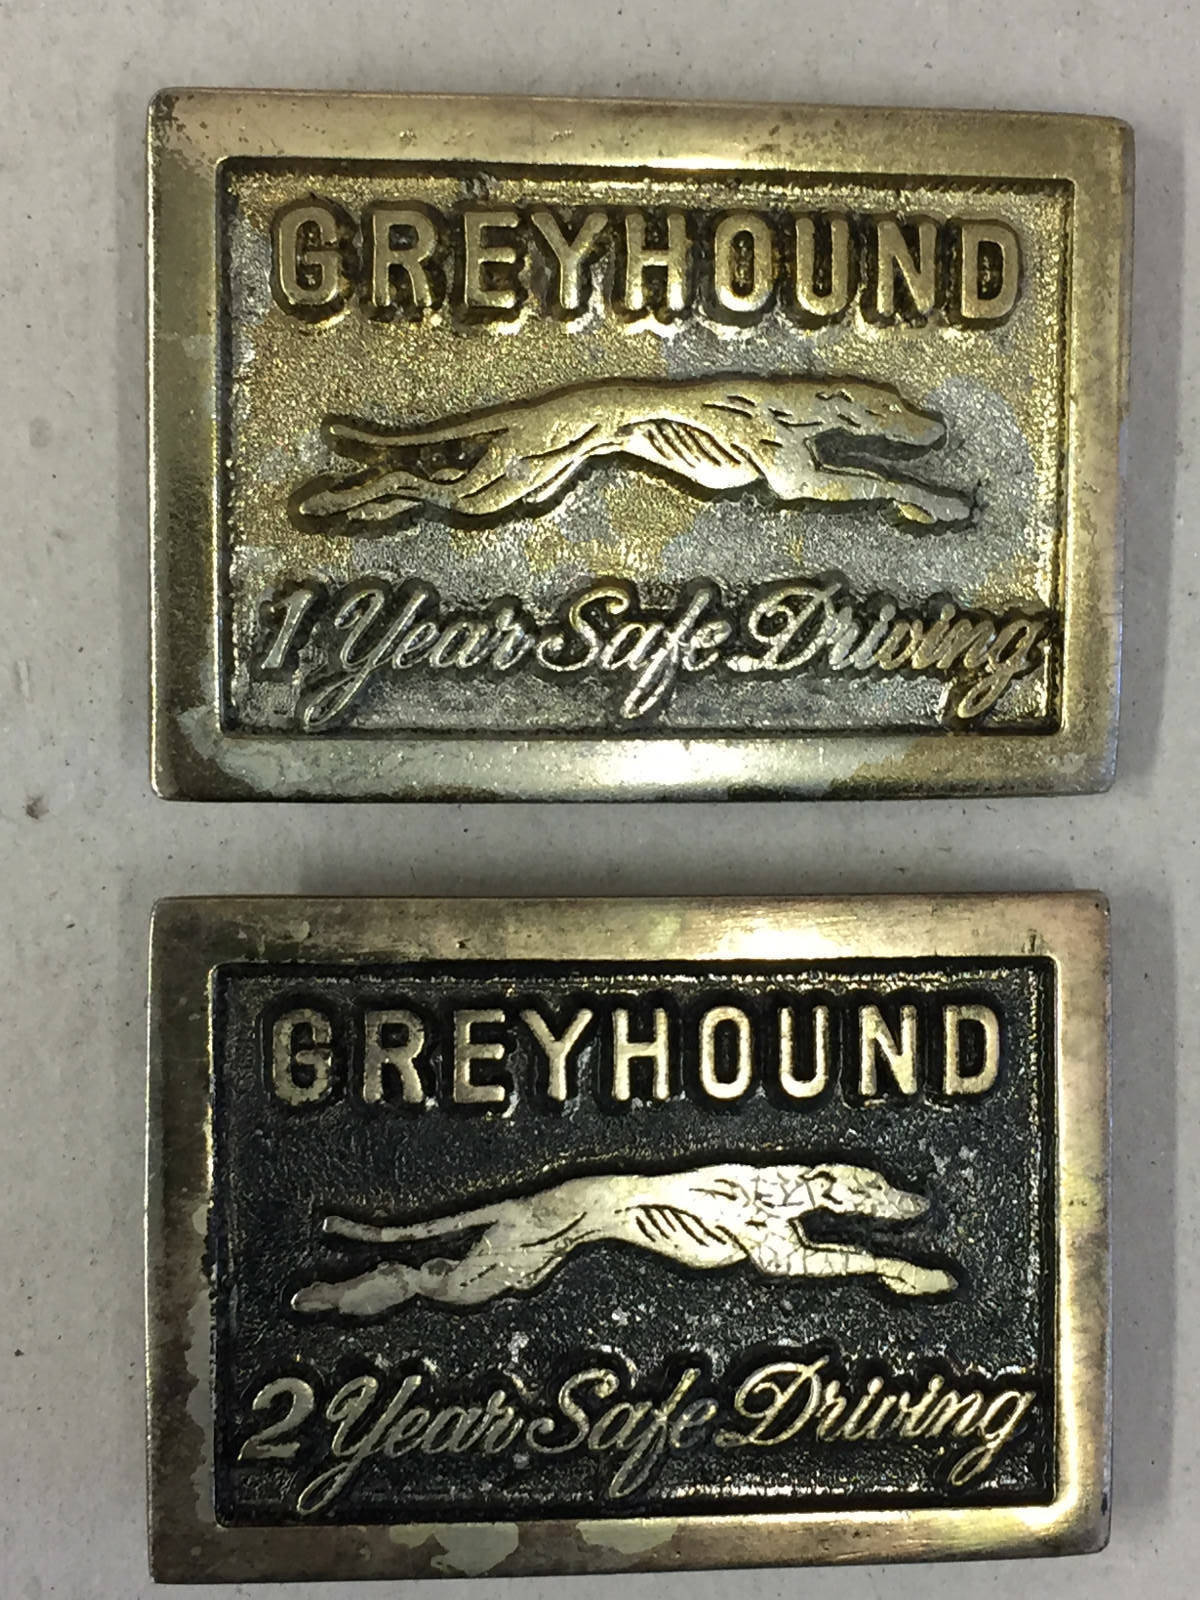 GREYHOUND
1 Year Safe Driving
GREYHOUND
2 Year Safe Driving